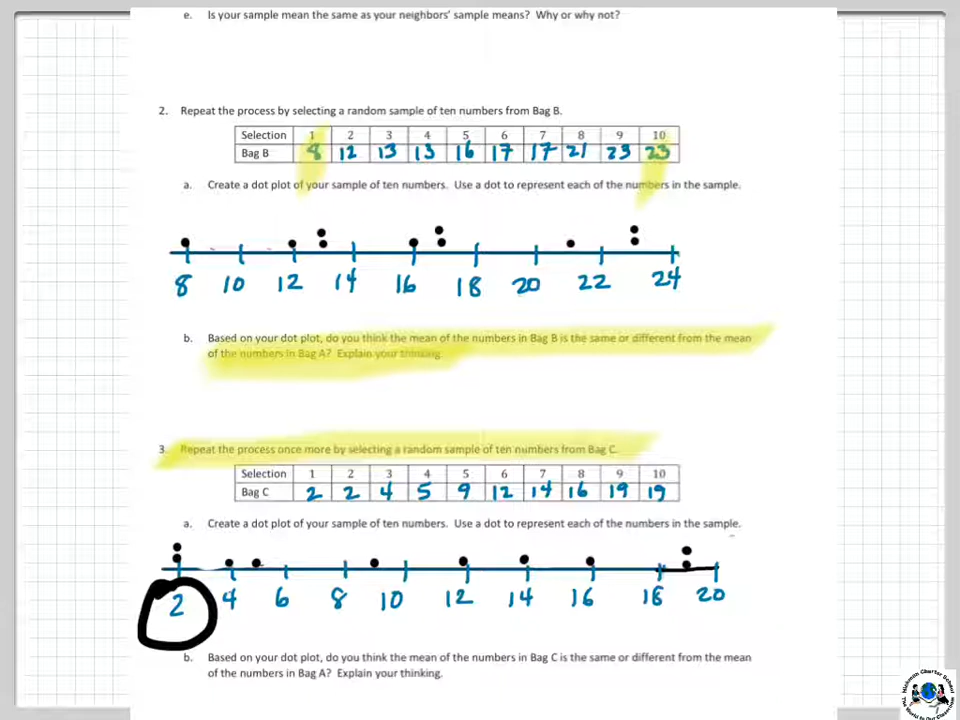 e. Is your sample mean the same as your neighbors' sample means? Why or why not?
2. Repeat the process by selecting a random sample of ten numbers from Bag B.
Selection 1 2 3 4 5 6 7 8 9 10
Bag B 8 12 13 13 16 17 17 21 23 23
a. Create a dot plot of your sample of ten numbers. Use a dot to represent each of the numbers in the sample.
8 10 12 14 16 18 20 22 24
b. Based on your dot plot, do you think the mean of the numbers in Bag B is the same or different from the mean
of the numbers in Bag A? Explain your thinking.
3. Repeat the process once more by selecting a random sample of ten numbers from Bag C.
Selection 1 2 3 4 5 6 7 8 9 10
Bag C 2 2 4 5 9 12 14 16 19 19
a. Create a dot plot of your sample of ten numbers. Use a dot to represent each of the numbers in the sample.
2 4 6 8 10 12 14 16 18 20
b. Based on your dot plot, do you think the mean of the numbers in Bag C is the same or different from the mean
of the numbers in Bag A? Explain your thinking.